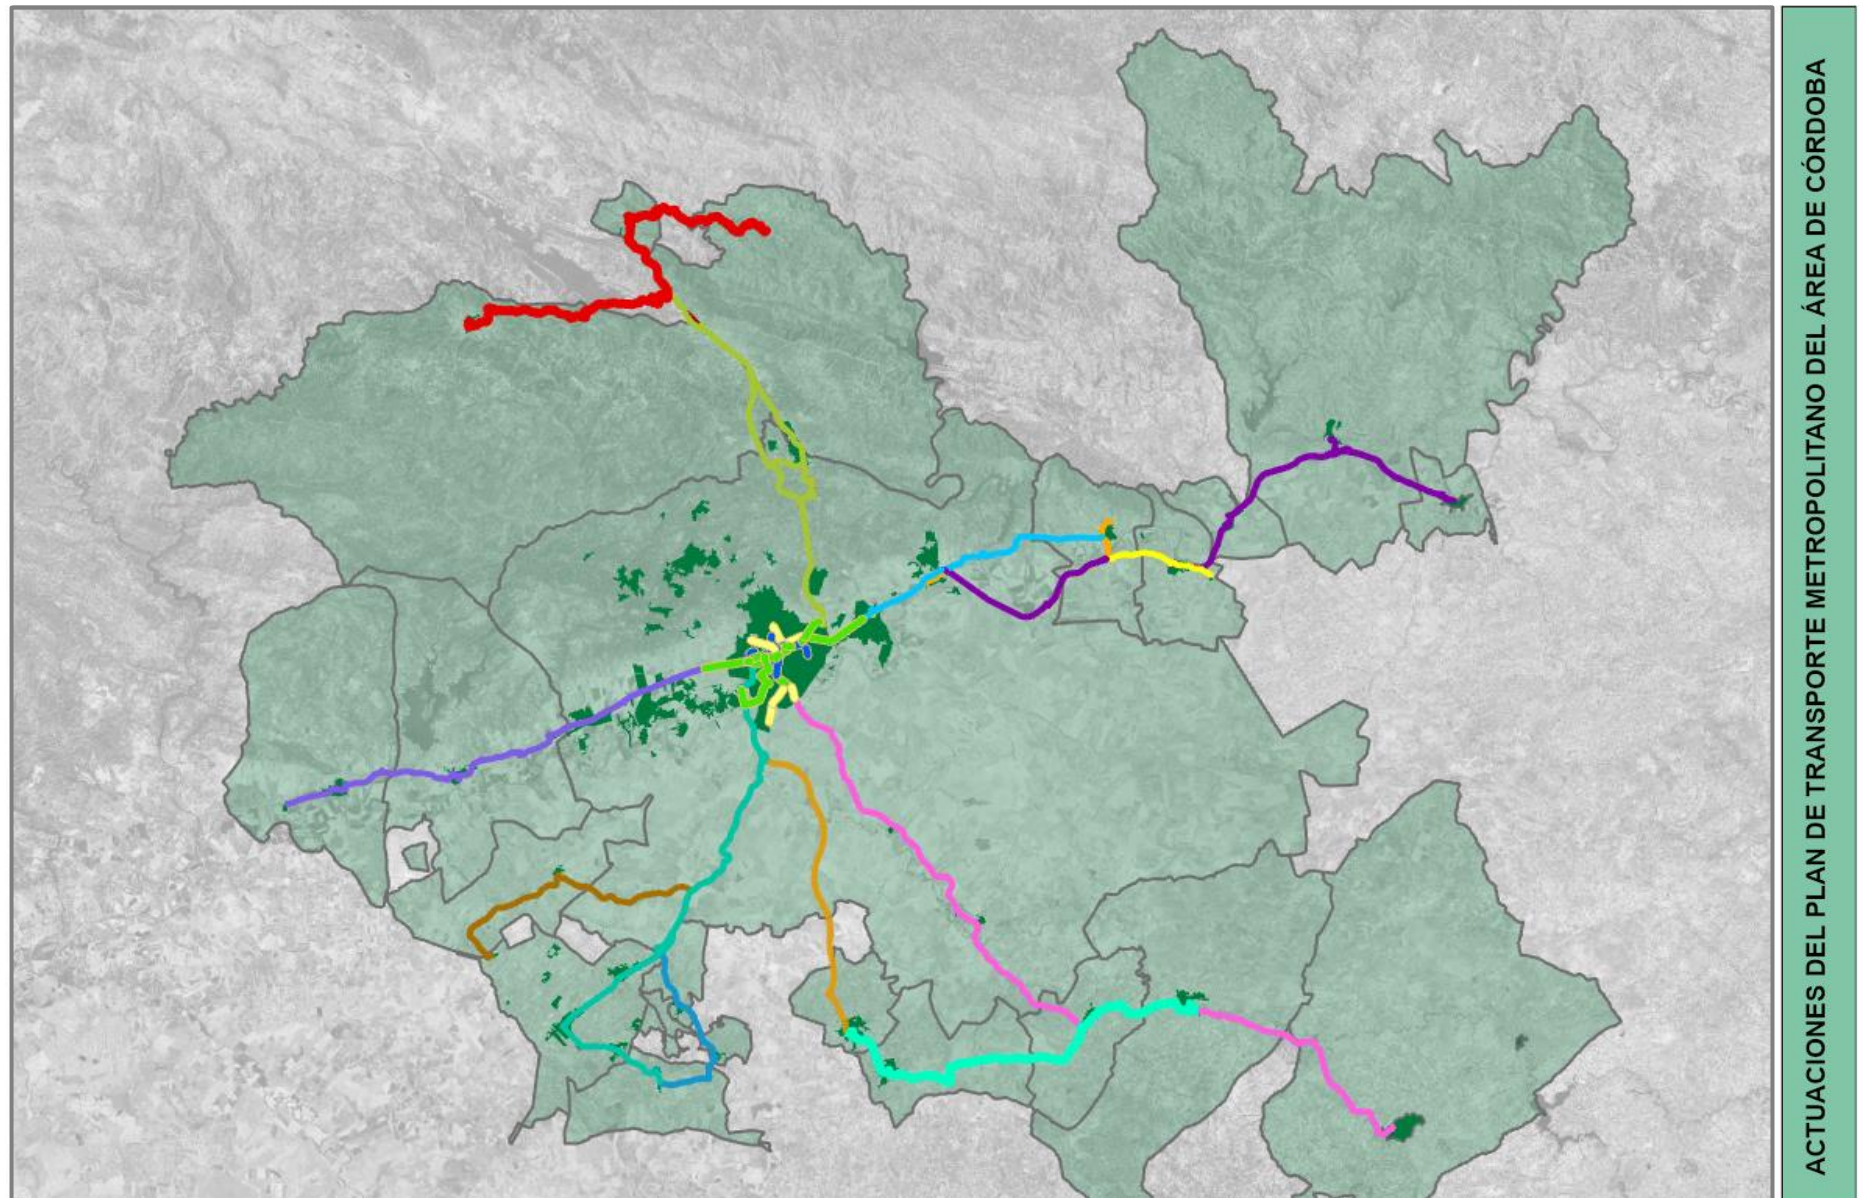 ACTUACIONES DEL PLAN DE TRANSPORTE METROPOLITANO DEL ÁREA DE CÓRDOBA